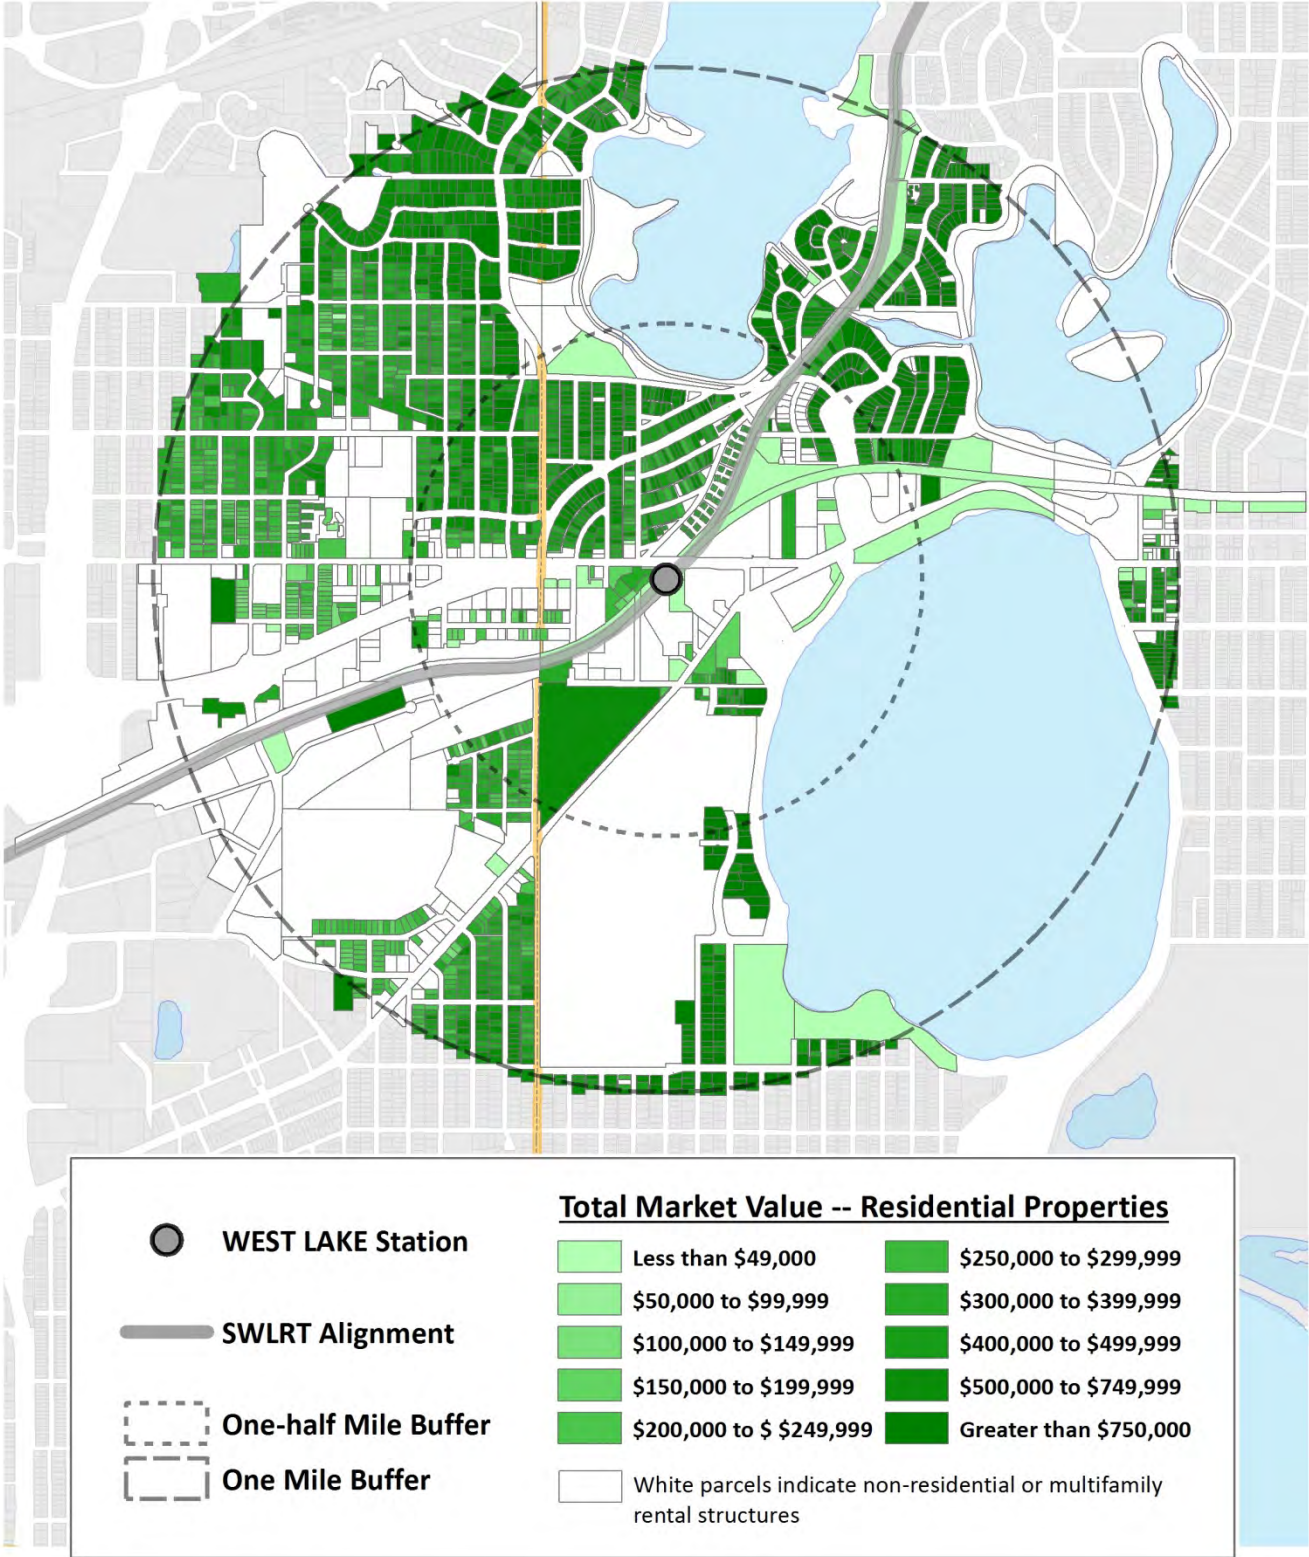 WEST LAKE Station
SWLRT Alignment
One-half Mile Buffer
One Mile Buffer
Total Market Value -- Residential Properties
Less than $49,000
$50,000 to $99,999
$100,000 to $149,999
$150,000 to $199,999
$200,000 to $ $249,999
$250,000 to $299,999
$300,000 to $399,999
$400,000 to $499,999
$500,000 to $749,999
Greater than $750,000
White parcels indicate non-residential or multifamily
rental structures